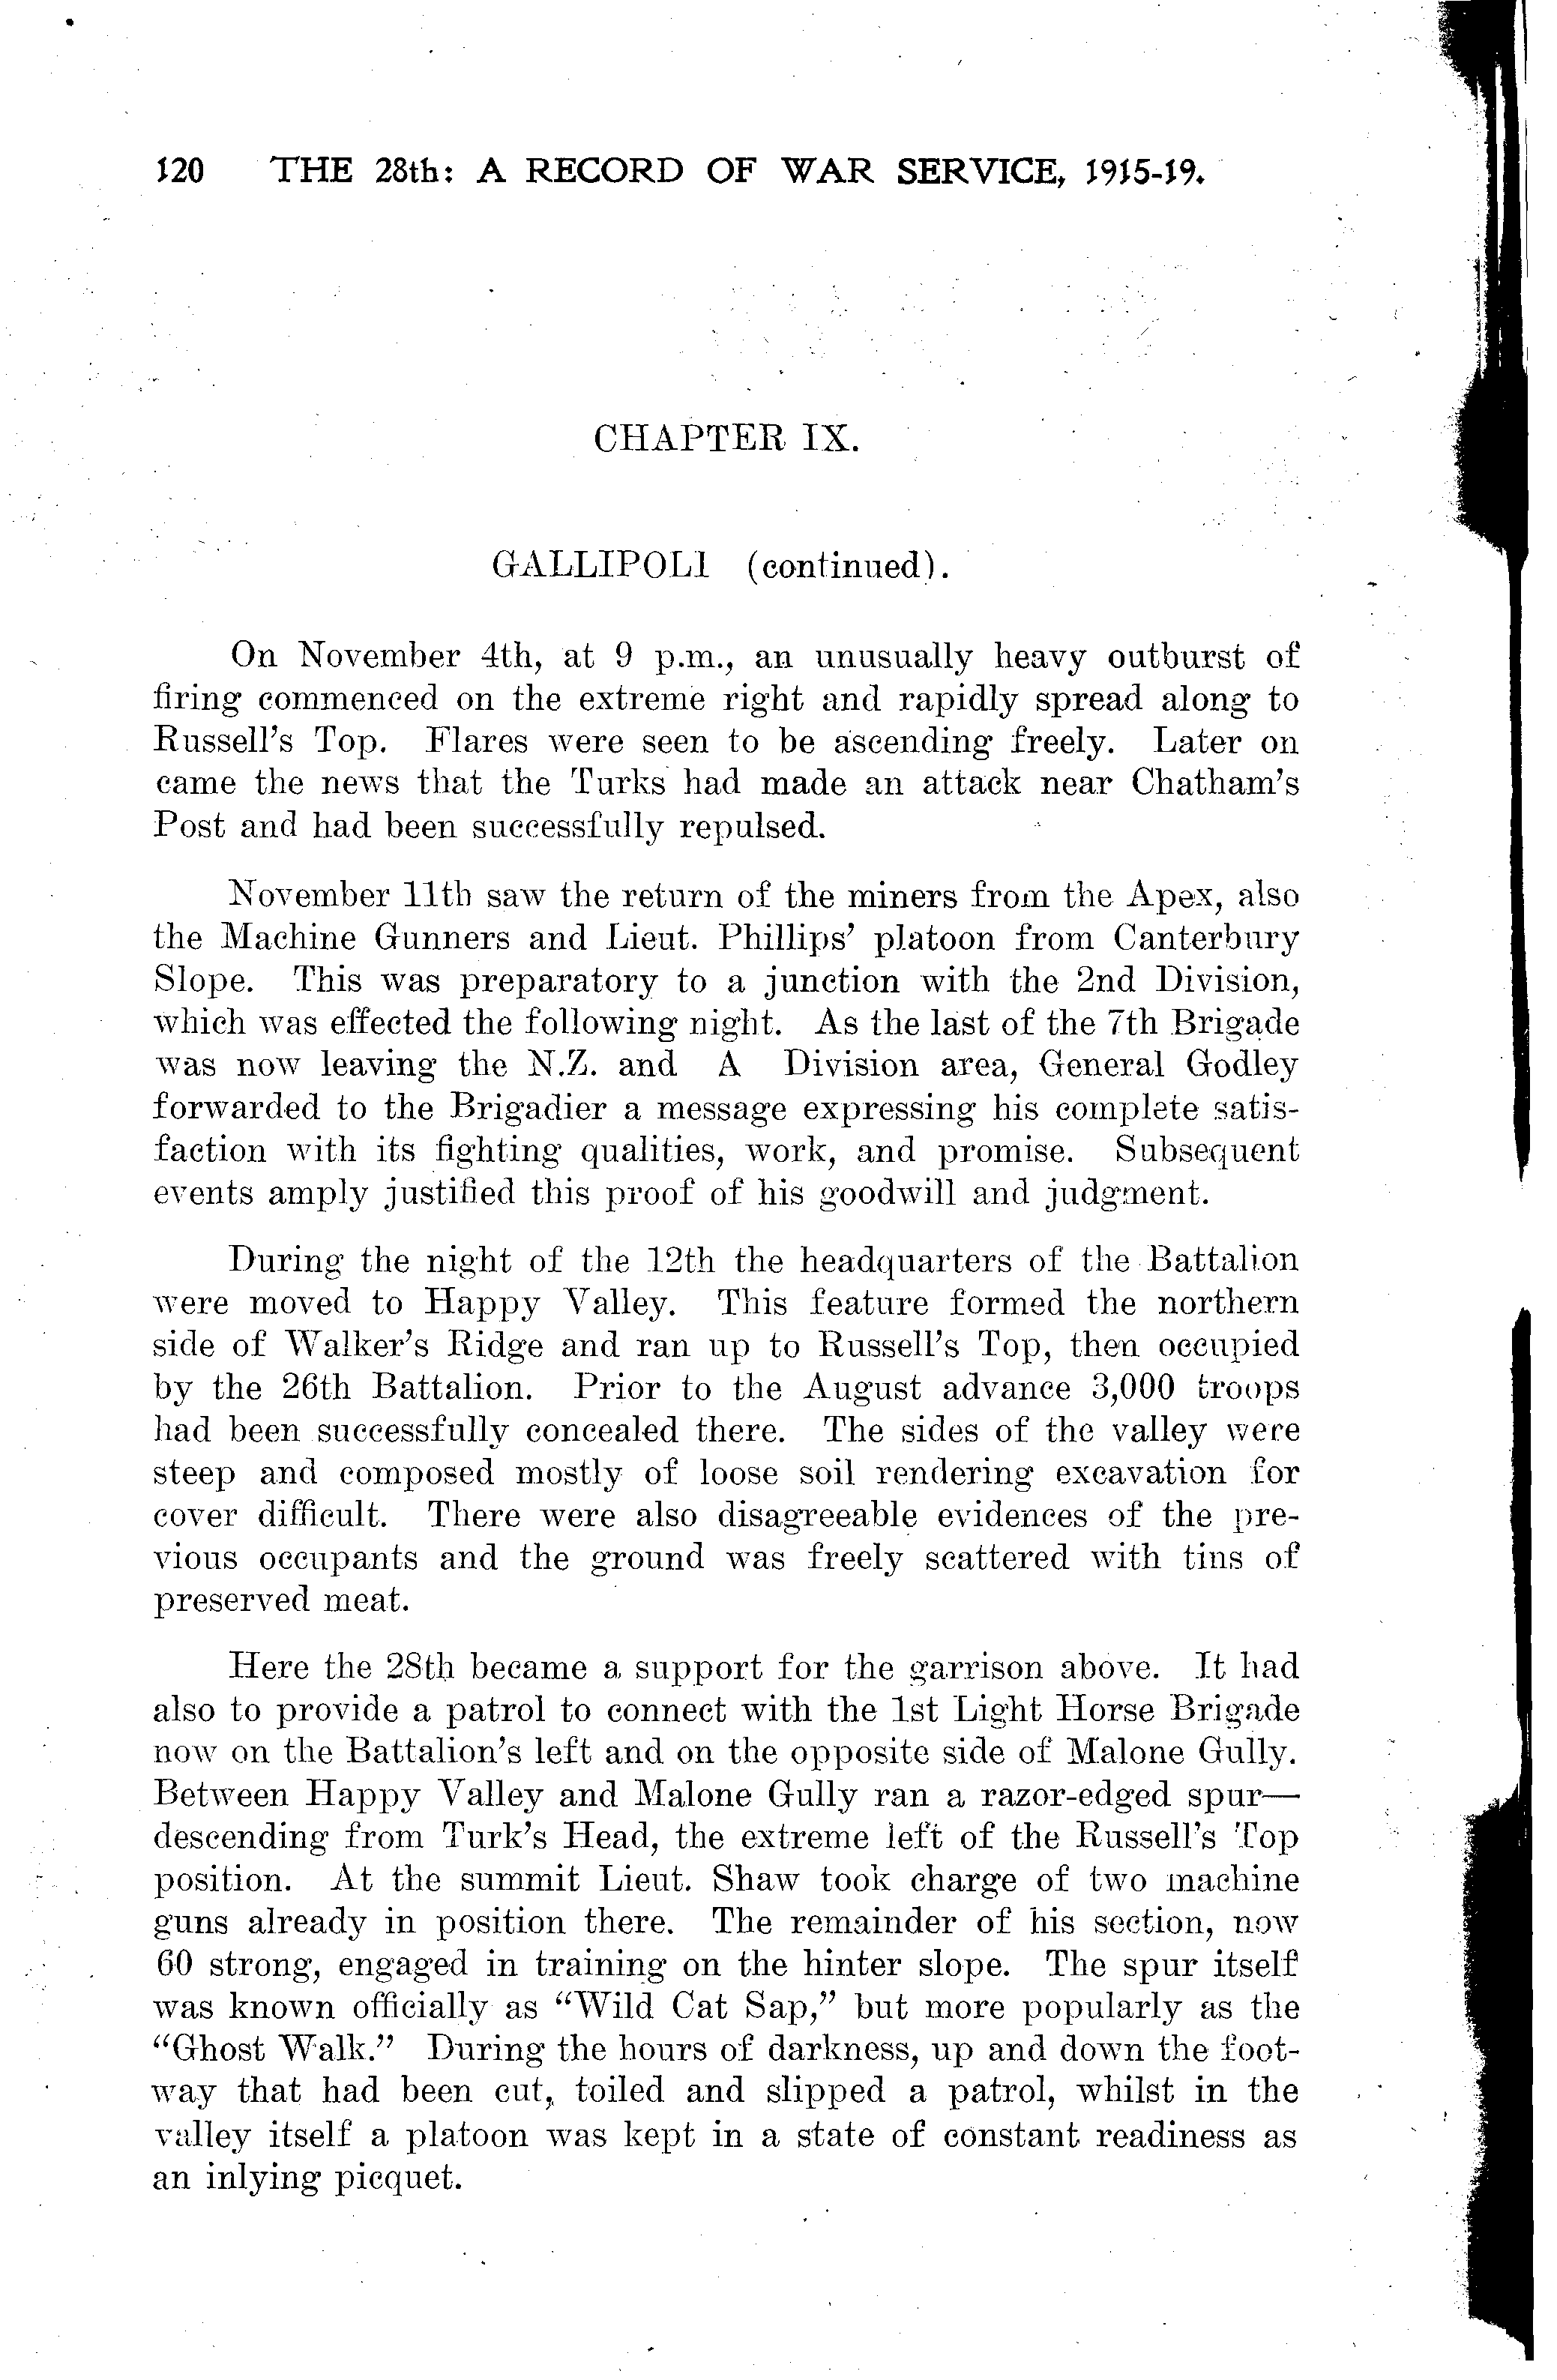 120 THE 28th: A RECORD OF WAR SERVICE, 1915-19.
CHAPTER IX.
GALLIPOLI (continued).
On November 4th, at 9 p.m., an unusually heavy outburst of
firing commenced on the extreme right and rapidly spread along to
Russell's Top. Flares were seen to be ascending freely. Later on
came the news that the Turks had made an attack near Chatham's
Post and had been successfully repulsed.
November 11th saw the return of the miners from the Apex, also
the Machine Gunners and Lieut. Phillips' platoon from Canterbury
Slope. This was preparatory to a junction with the 2nd Division,
which was effected the following night. As the last of the 7th Brigade
was now leaving the N.Z. and A Division area, General Godley
forwarded to the Brigadier a message expressing his complete satis-
faction with its fighting qualities, work, and promise. Subsequent
events amply justified this proof of his goodwill and judgment.
During the night of the 12th the headquarters of the Battalion
were moved to Happy Valley. This feature formed the northern
side of Walker's Ridge and ran up to Russell's Top, then occupied
by the 26th Battalion. Prior to the August advance 3,000 troops
had been successfully concealed there. The sides of the valley were
steep and composed mostly of loose soil rendering excavation for
cover difficult. There were also disagreeable evidences of the pre-
vious occupants and the ground was freely scattered with tins of
preserved meat.
Here the 28th became a support for the garrison above. It had
also to provide a patrol to connect with the 1st Light Horse Brigade
now on the Battalion's left and on the opposite side of Malone Gully.
Between Happy Valley and Malone Gully ran a razor-edged spur—
descending from Turk's Head, the extreme left of the Russell's Top
position. At the summit Lieut. Shaw took charge of two machine
guns already in position there. The remainder of his section, now
60 strong, engaged in training on the hinter slope. The spur itself
was known officially as "Wild Cat Sap," but more popularly as the
"Ghost Walk." During the hours of darkness, up and down the foot-
way that had been cut, toiled and slipped a patrol, whilst in the
valley itself a platoon was kept in a state of constant readiness as
an inlying picquet.